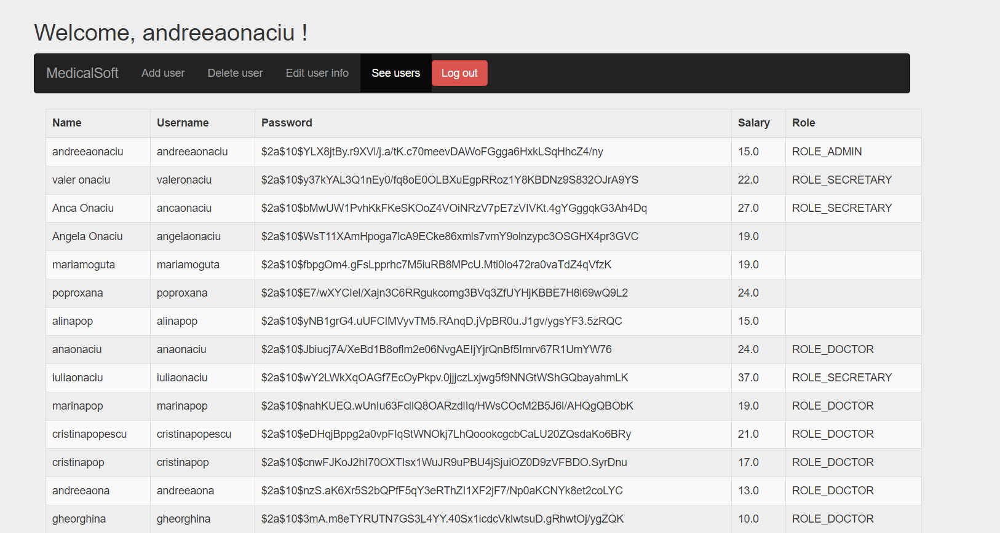 Welcome, andreeaonaciu !
MedicalSoft Add user Delete user Edit user info See users Log out
Name Username Password Salary Role
andreeaonaciu andreeaonaciu $2a$10$YLX8jtBy.r9XVl/j.a/tK.c70meevDAWoFGgga6HxkLSqHhcZ4/ny 15.0 ROLE_ADMIN
valer onaciu valeronaciu $2a$10$y37kYAL3Q1nEy0/fq8oE0OLBXuEgpRRoz1Y8KBDNz9S832OJrA9YS 22.0 ROLE_SECRETARY
Anca Onaciu ancaonaciu $2a$10$bMwUW1PvhKkFKeSKOoZ4VOiNRzV7pE7zVIVKt.4gYGggqkG3Ah4Dq 27.0 ROLE_SECRETARY
Angela Onaciu angelaonaciu $2a$10$WsT11XAmHpoga7lcA9ECke86xmls7vmY9olnzypc3OSGHX4pr3GVC 19.0
mariamoguta mariamoguta $2a$10$fbpgOm4.gFsLpprhc7M5iuRB8MPcU.Mti0lo472ra0vaTdZ4qVfzK 19.0
poproxana poproxana $2a$10$E7/wXYCIel/Xajn3C6RRgukcomg3BVq3ZfUYHjKBBE7H8l69wQ9L2 24.0
alinapop alinapop $2a$10$yNB1grG4.uUFCIMVyvTM5.RAnqD.jVpBR0u.J1gv/ygsYF3.5zRQC 15.0
anaonaciu anaonaciu $2a$10$Jbiucj7A/XeBd1B8oflm2e06NvgAEIjYjrQnBf5Imrv67R1UmYW76 24.0 ROLE_DOCTOR
iuliaonaciu iuliaonaciu $2a$10$wY2LWkXqOAGf7EcOyPkpv.0jjjczLxjwg5f9NNGtWShGQbayahmLK 37.0 ROLE_SECRETARY
marinapop marinapop $2a$10$nahKUEQ.wUnIu63FcllQ8OARzdIIq/HWsCOcM2B5J6l/AHQgQBObK 19.0 ROLE_DOCTOR
cristinapopescu cristinapopescu $2a$10$eDHqjBppg2a0vpFIqStWNOkj7LhQoookcgcbCaLU20ZQsdaKo6BRy 21.0 ROLE_DOCTOR
cristinapop cristinapop $2a$10$cnwFJKoJ2hI70OXTIsx1WuJR9uPBU4jSjuiOZ0D9zVFBDO.SyrDnu 17.0 ROLE_DOCTOR
andreeaona andreeaona $2a$10$nzS.aK6Xr5S2bQPfF5qY3eRThZI1XF2jF7/Np0aKCNYk8et2coLYC 13.0 ROLE_DOCTOR
gheorghina gheorghina $2a$10$3mA.m8eTYRUTN7GS3L4YY.40Sx1icdcVklwtsuD.gRhwtOj/ygZQK 10.0 ROLE_DOCTOR